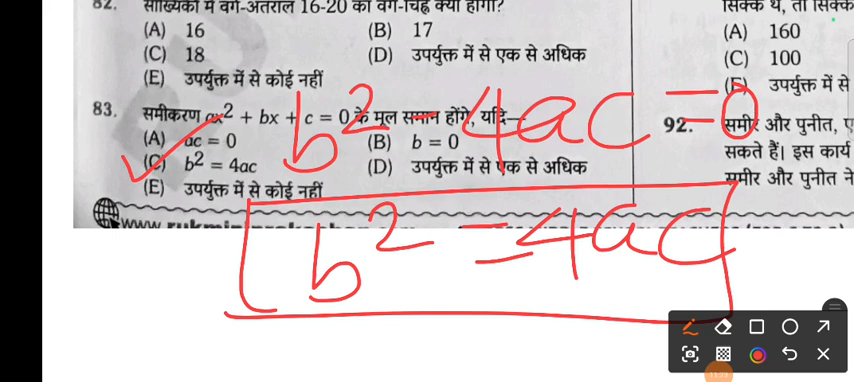 82. सांख्यिकी में वर्ग-अंतराल 16-20 का वर्ग-चिह्न क्या होगा?
(A) 16 (B) 17
(C) 18 (D) उपर्युक्त में से एक से अधिक
(E) उपर्युक्त में से कोई नहीं
83. समीकरण ax² + bx + c = 0 के मूल समान होंगे, यदि—
(A) ac = 0 (B) b = 0
(C) b² = 4ac (D) उपर्युक्त में से एक से अधिक
(E) उपर्युक्त में से कोई नहीं
b² - 4ac = 0
b² = 4ac
सिक्के थे, तो सिक्क
(A) 160
(C) 100
(E) उपर्युक्त में से
92. समीर और पुनीत, ए
सकते हैं। इस कार्य
समीर और पुनीत ने
11:33